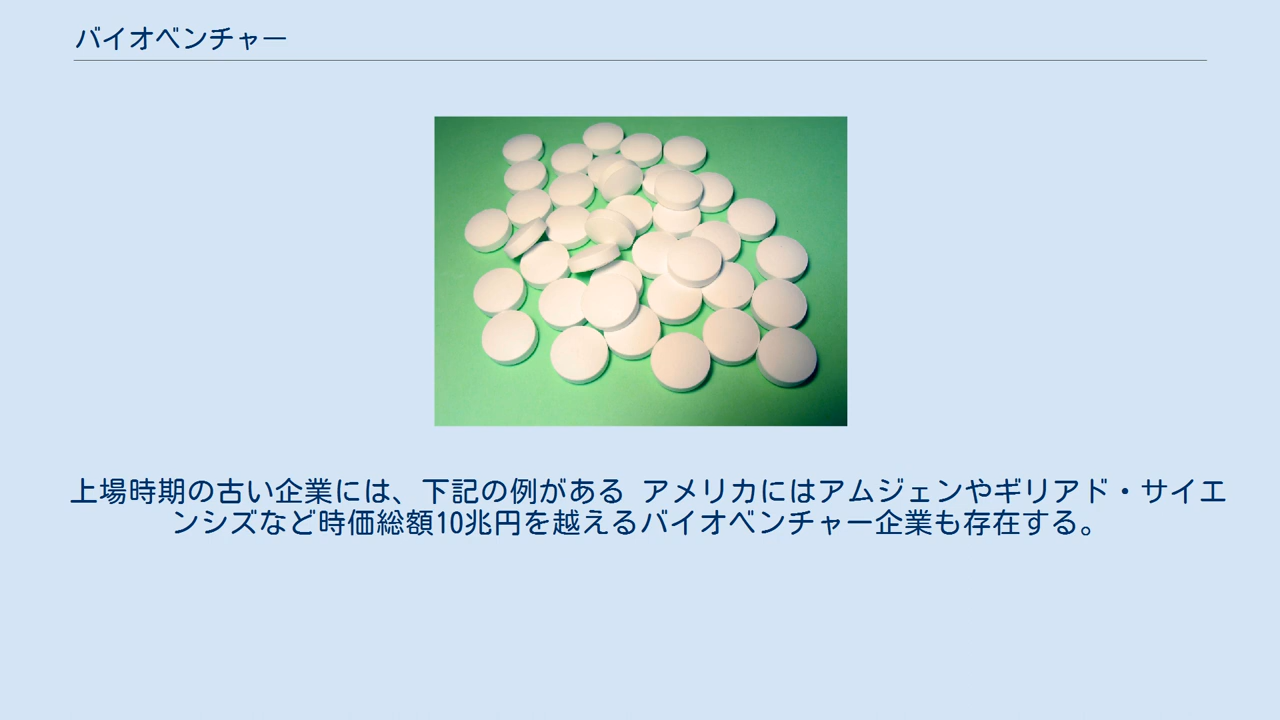 バイオベンチャー
上場時期の古い企業には、下記の例がある アメリカにはアムジェンやギリアド・サイエ
ンシズなど時価総額10兆円を越えるバイオベンチャー企業も存在する。